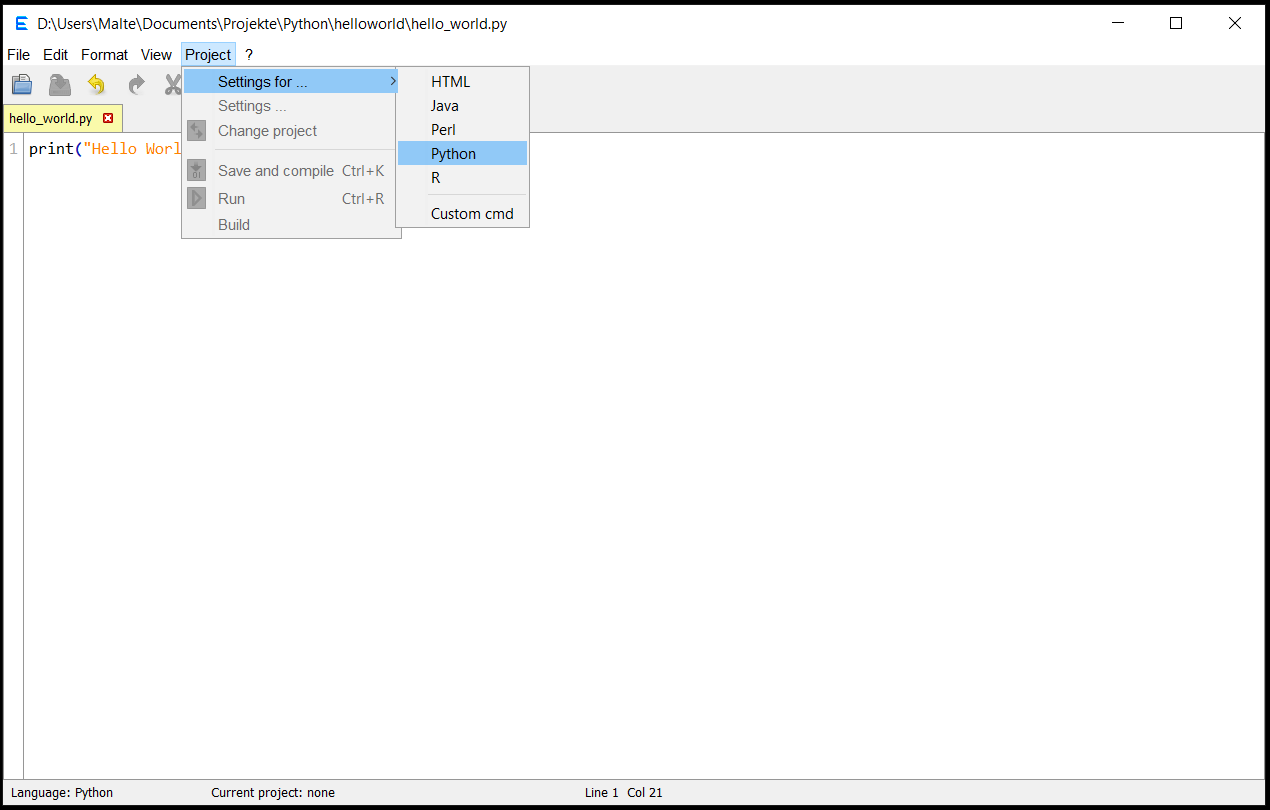 D:\Users\Malte\Documents\Projekte\Python\helloworld\hello_world.py
File Edit Format View Project ?
hello_world.py
1 print("Hello Worl
Settings for ...
Settings ...
Change project
Save and compile Ctrl+K
Run Ctrl+R
Build
HTML
Java
Perl
Python
R
Custom cmd
Language: Python Current project: none Line 1 Col 21